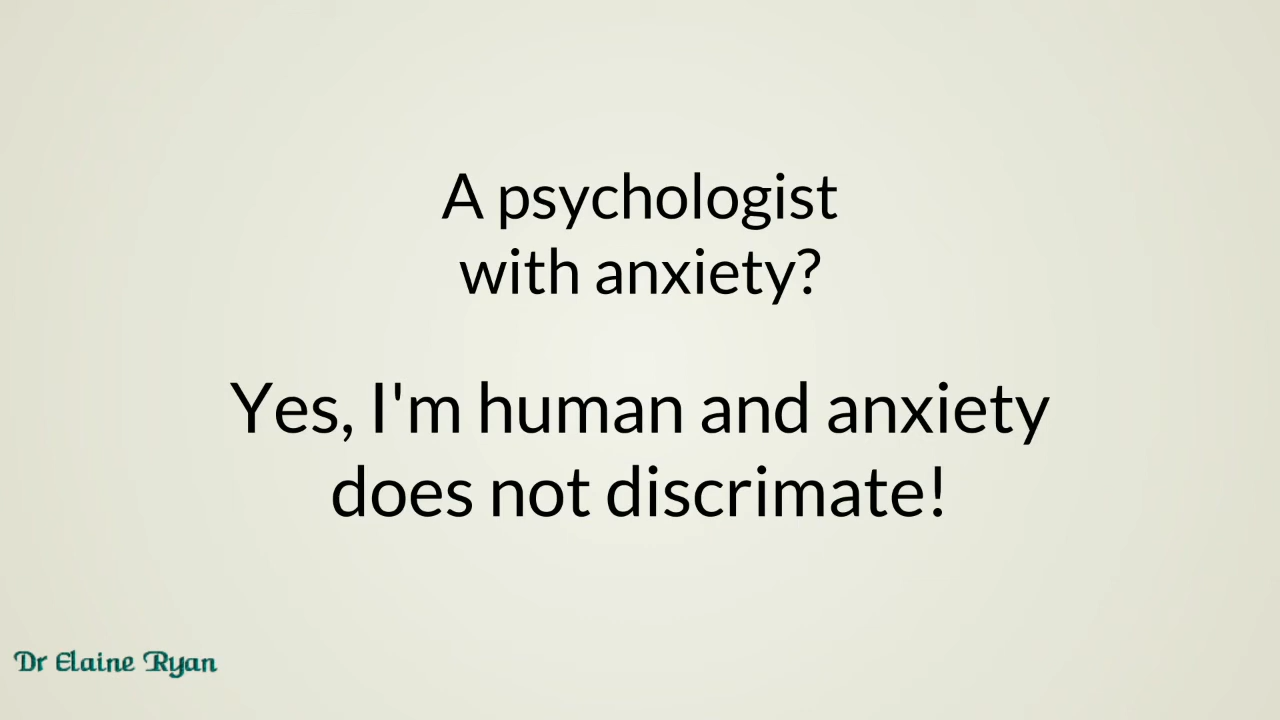 A psychologist
with anxiety?
Yes, I'm human and anxiety
does not discrimate!
Dr Elaine Ryan